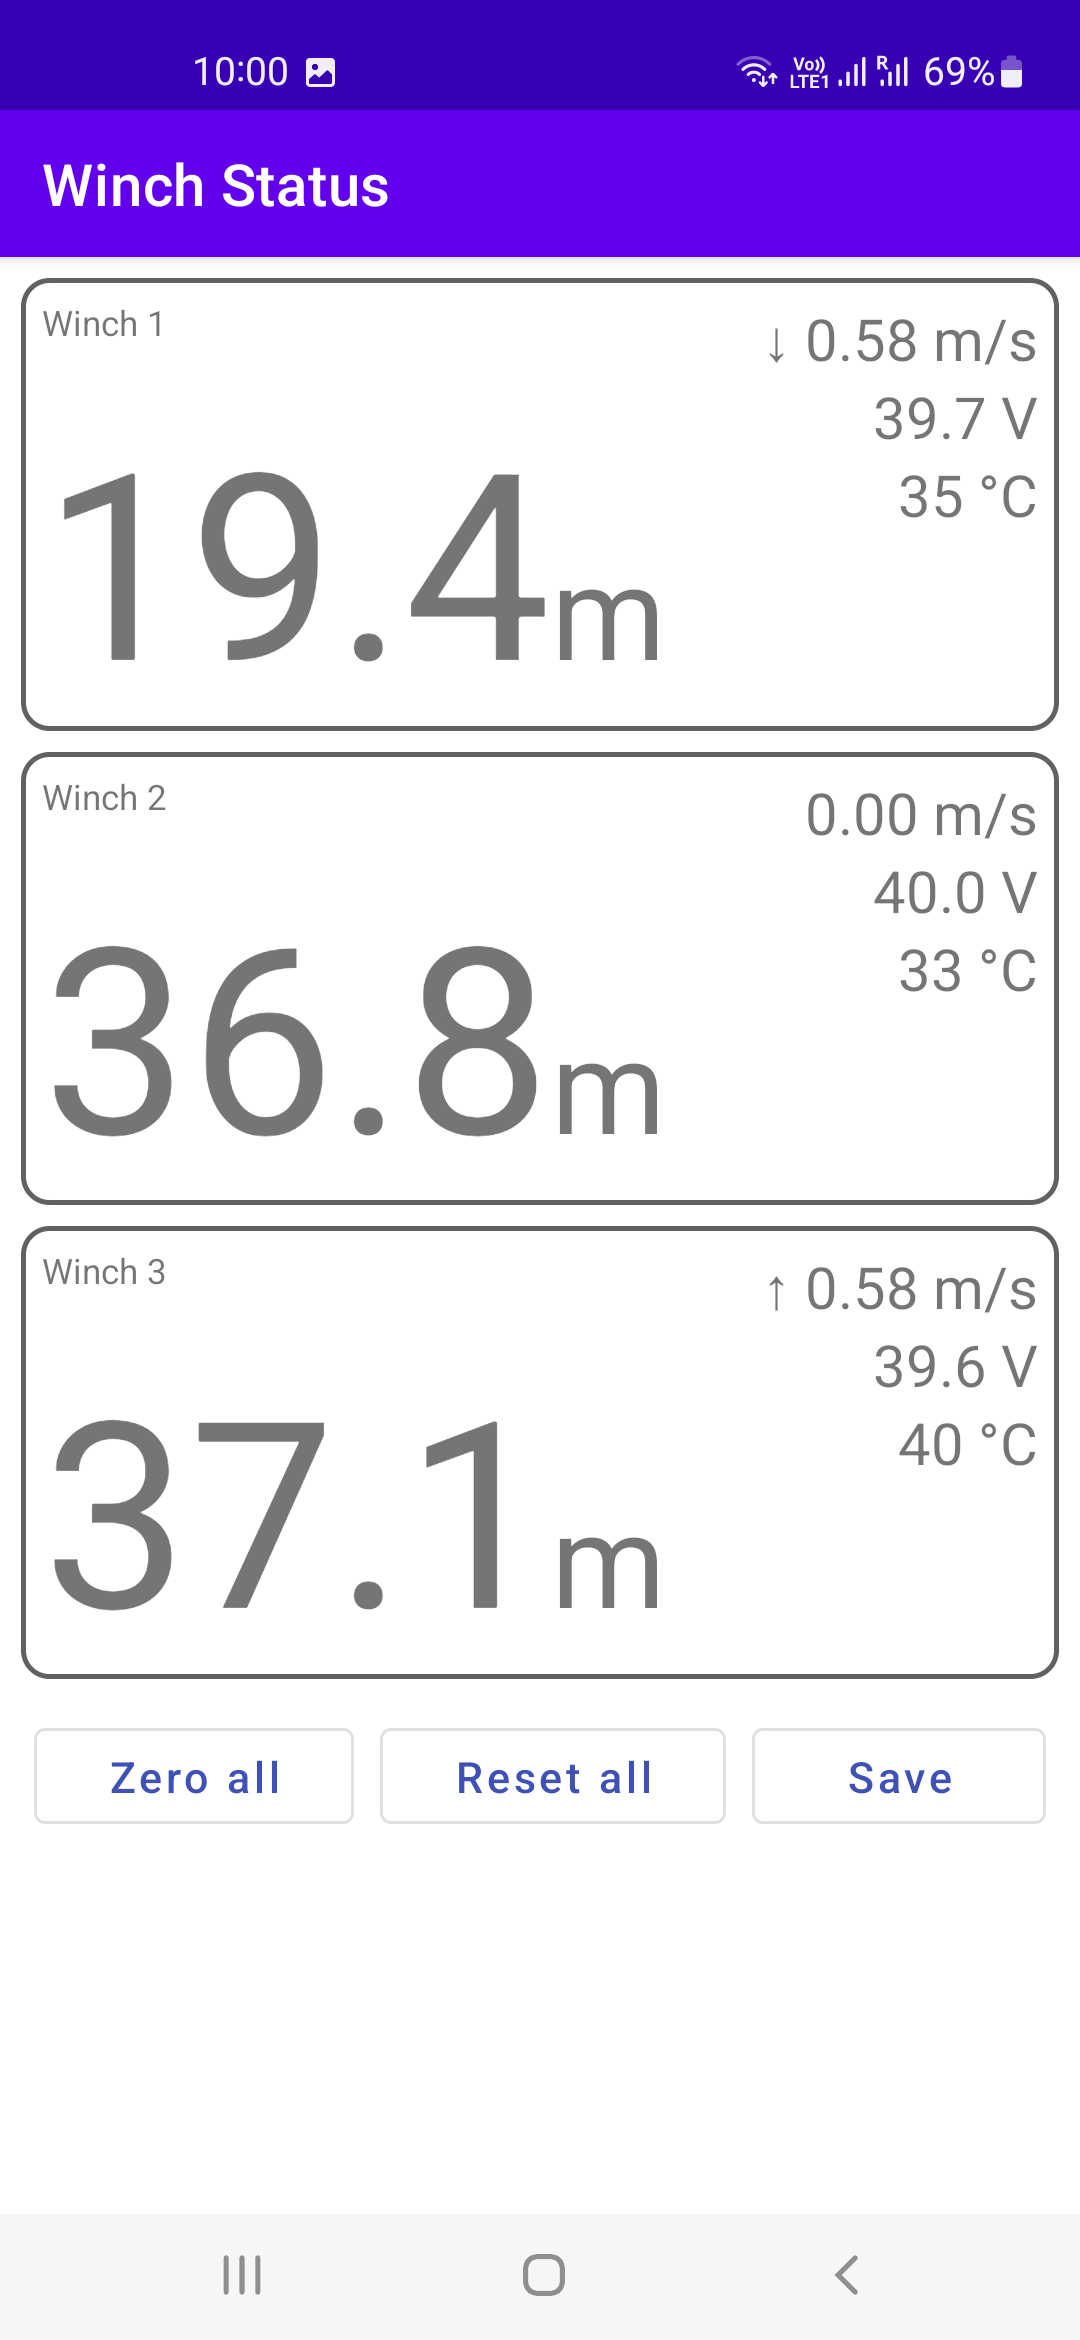 10:00 Vo)) LTE1 R 69%
Winch Status
Winch 1
↓ 0.58 m/s
39.7 V
35 °C
19.4m
Winch 2
0.00 m/s
40.0 V
33 °C
36.8m
Winch 3
↑ 0.58 m/s
39.6 V
40 °C
37.1m
Zero all Reset all Save